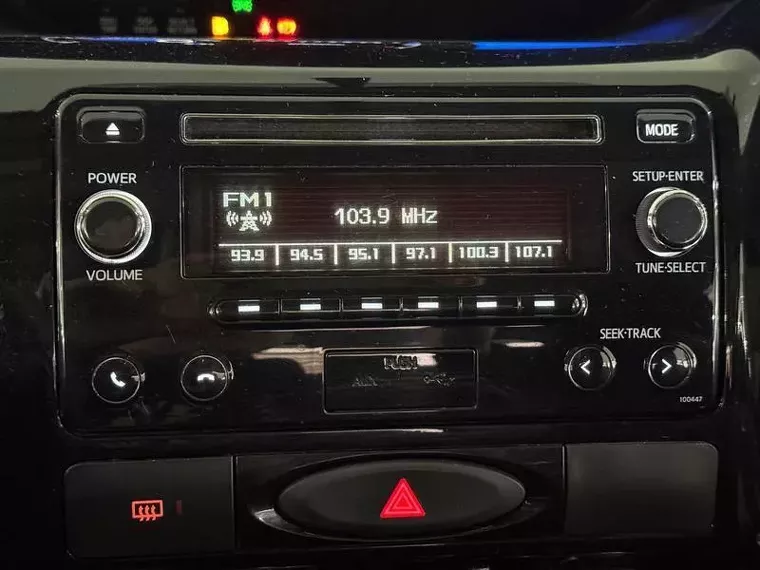 MODE
POWER
VOLUME
SETUP·ENTER
TUNE·SELECT
FM1
103.9 MHz
93.9 94.5 95.1 97.1 100.3 107.1
SEEK·TRACK
PUSH
AUX
100447